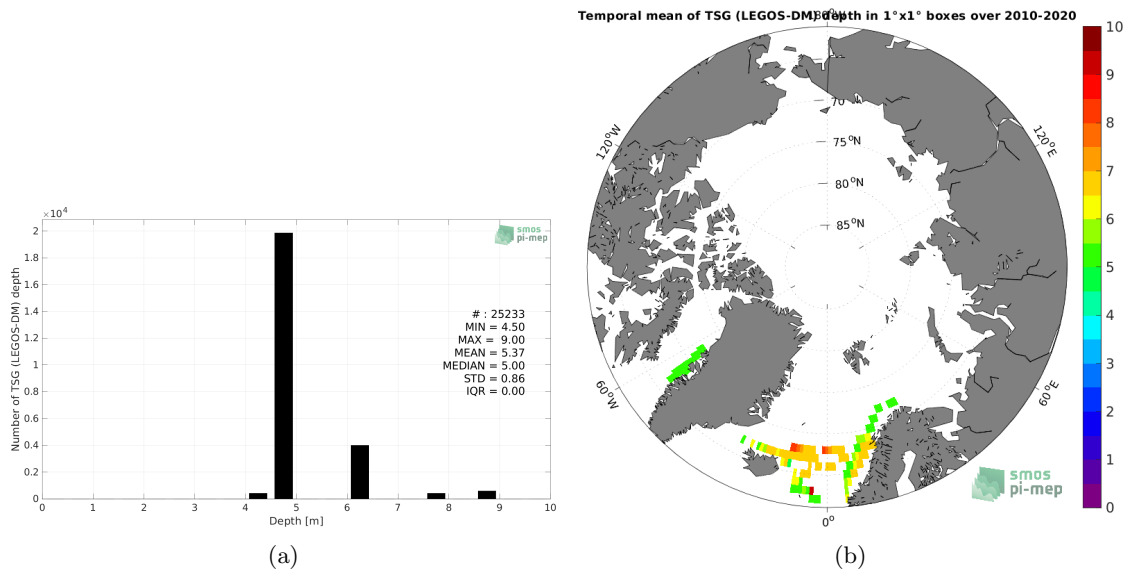 Temporal mean of TSG (LEGOS-DM) depth in 1°x1° boxes over 2010-2020
180°
×10⁴
2
1.8
1.6
1.4
1.2
1
0.8
0.6
0.4
0.2
0
Number of TSG (LEGOS-DM) depth
0 1 2 3 4 5 6 7 8 9 10
Depth [m]
smos
pi-mep
# : 25233
MIN = 4.50
MAX = 9.00
MEAN = 5.37
MEDIAN = 5.00
STD = 0.86
IQR = 0.00
(a)
120°W
60°W
0°
60°E
120°E
70
75°N
80°N
85°N
smos
pi-mep
10
9
8
7
6
5
4
3
2
1
0
(b)